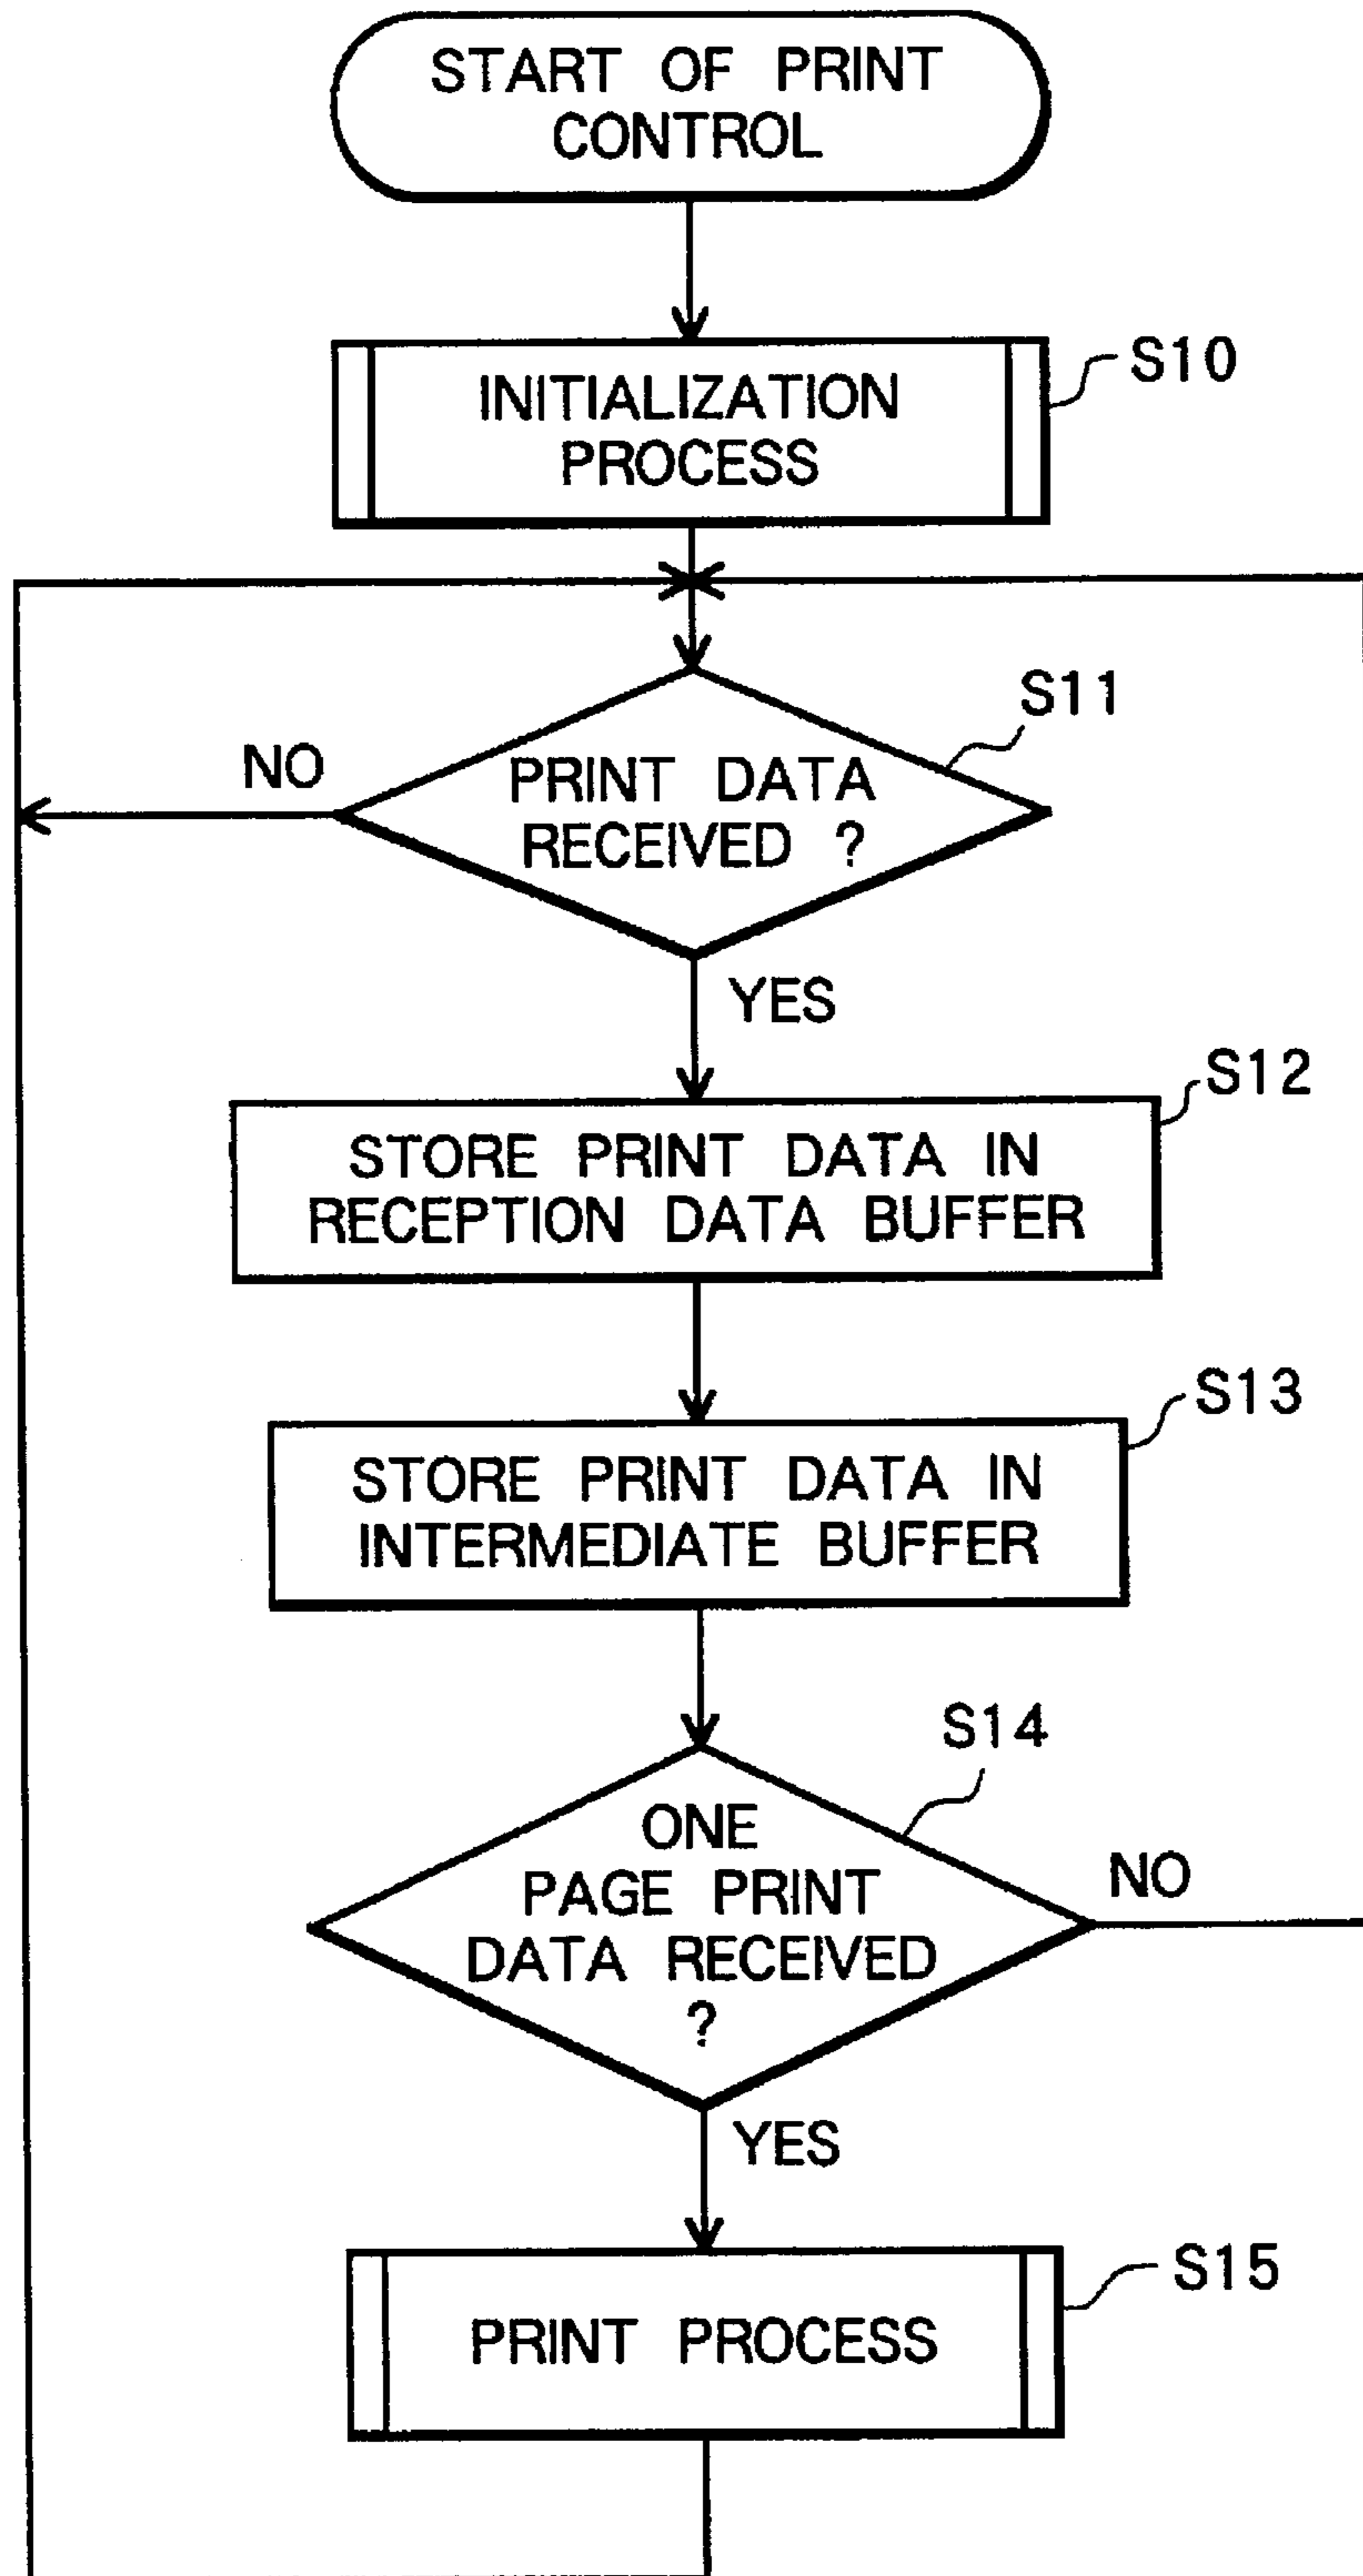 START OF PRINT
CONTROL
S10
INITIALIZATION
PROCESS
S11
NO
PRINT DATA
RECEIVED ?
YES
S12
STORE PRINT DATA IN
RECEPTION DATA BUFFER
S13
STORE PRINT DATA IN
INTERMEDIATE BUFFER
S14
ONE
PAGE PRINT
DATA RECEIVED
?
NO
YES
S15
PRINT PROCESS